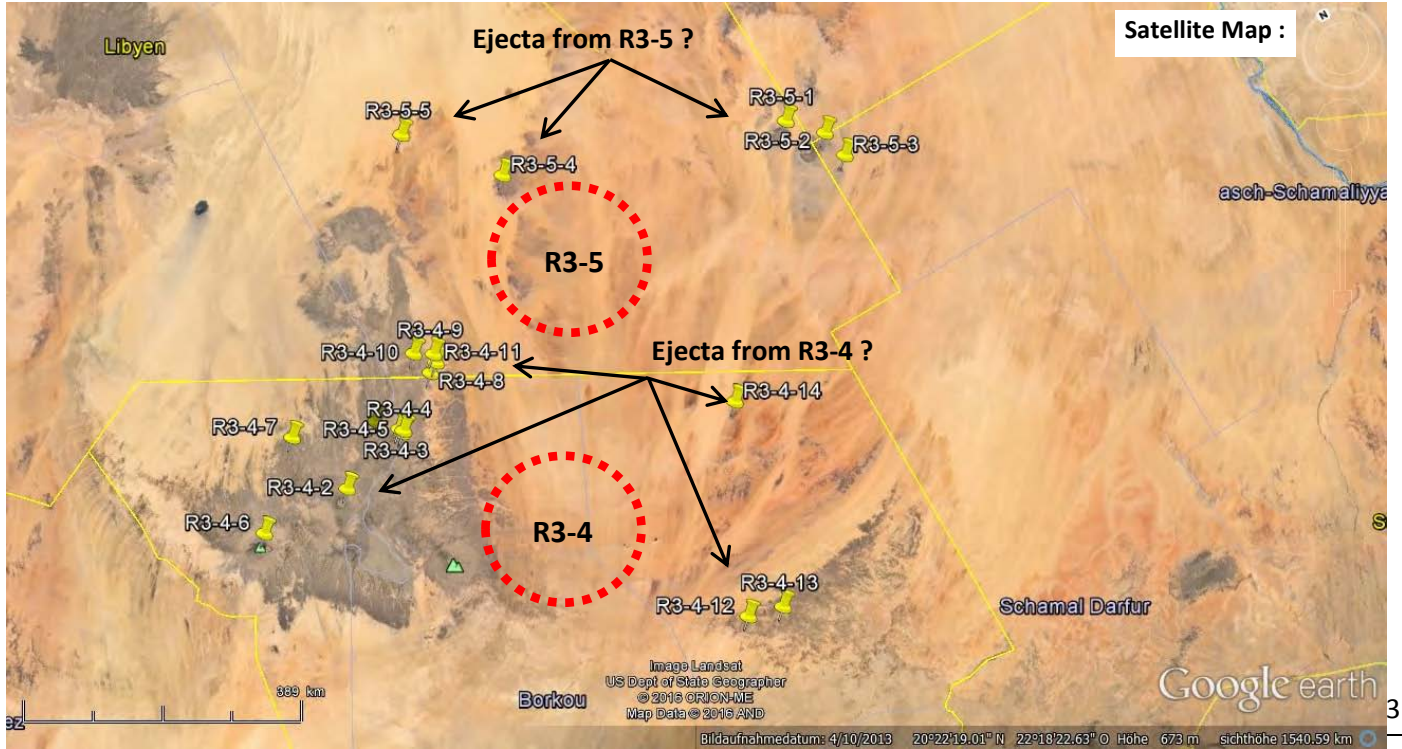 Satellite Map :
N
Libyen
Ejecta from R3-5 ?
R3-5-1
R3-5-5
R3-5-2
R3-5-3
R3-5-4
asch-Schamaliyya
R3-5
R3-4-9
R3-4-10
R3-4-11
Ejecta from R3-4 ?
R3-4-8
R3-4-14
R3-4-4
R3-4-7
R3-4-5
R3-4-3
R3-4-2
R3-4-6
R3-4
R3-4-13
R3-4-12
Schamal Darfur
Image Landsat
US Dept of State Geographer
© 2016 ORION-ME
Map Data © 2016 AND
389 km
Borkou
Google earth
3
ez
Bildaufnahmedatum: 4/10/2013 20°22'19.01" N 22°18'22.63" O Höhe 673 m sichthöhe 1540.59 km